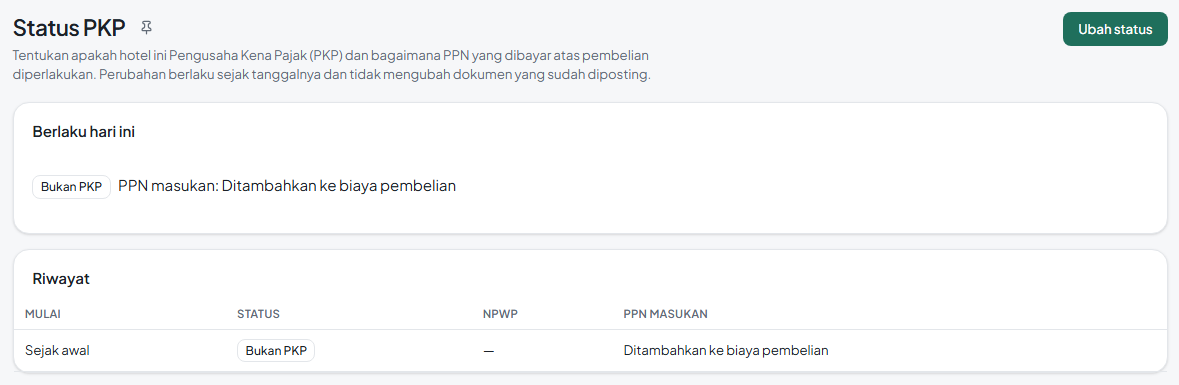 Status PKP
Ubah status
Tentukan apakah hotel ini Pengusaha Kena Pajak (PKP) dan bagaimana PPN yang dibayar atas pembelian
diperlakukan. Perubahan berlaku sejak tanggalnya dan tidak mengubah dokumen yang sudah diposting.
Berlaku hari ini
Bukan PKP PPN masukan: Ditambahkan ke biaya pembelian
Riwayat
MULAI STATUS NPWP PPN MASUKAN
Sejak awal Bukan PKP — Ditambahkan ke biaya pembelian